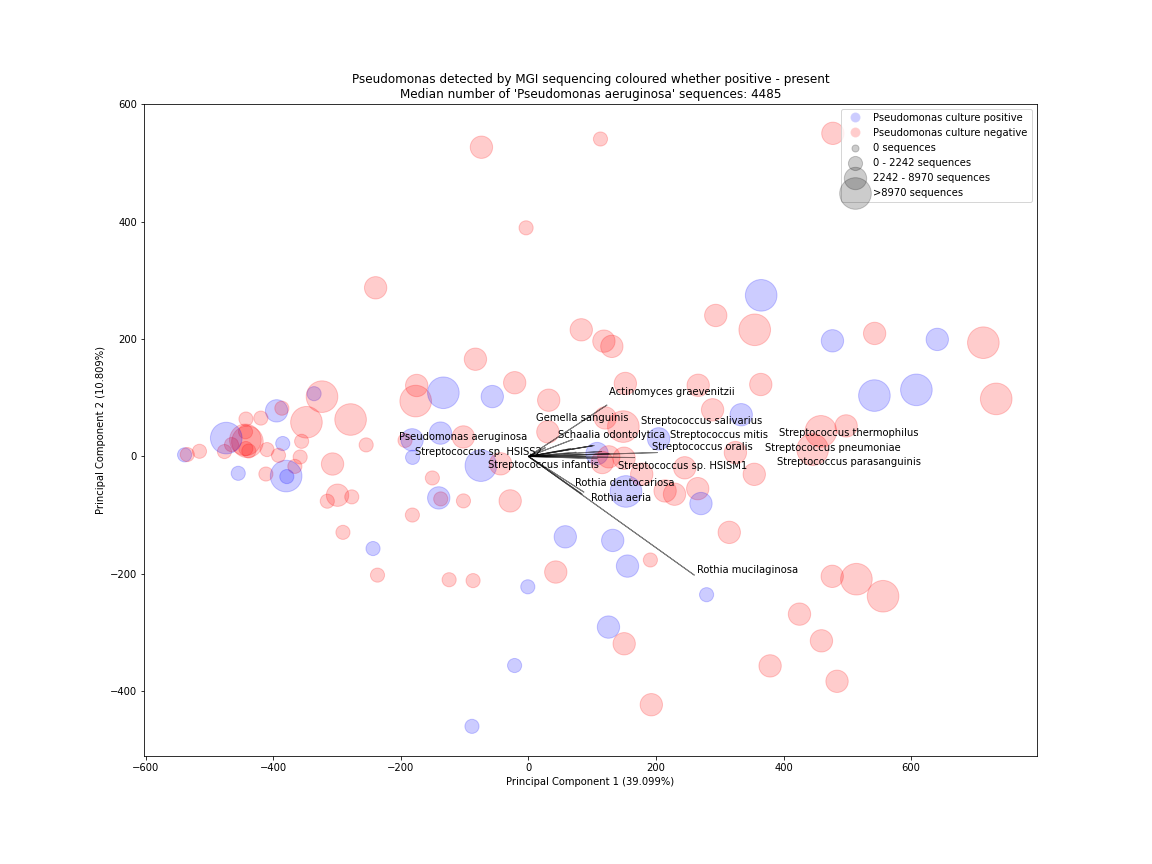 Pseudomonas detected by MGI sequencing coloured whether positive - present
Median number of 'Pseudomonas aeruginosa' sequences: 4485
600
400
200
0
−200
−400
Principal Component 2 (10.809%)
Pseudomonas culture positive
Pseudomonas culture negative
0 sequences
0 - 2242 sequences
2242 - 8970 sequences
>8970 sequences
Actinomyces graevenitzii
Gemella sanguinis
Streptococcus salivarius
Pseudomonas aeruginosa
Schaalia odontolytica
Streptococcus mitis
Streptococcus thermophilus
Streptococcus sp. HSISS2
Streptococcus oralis
Streptococcus pneumoniae
Streptococcus infantis
Streptococcus sp. HSISM1
Streptococcus parasanguinis
Rothia dentocariosa
Rothia aeria
Rothia mucilaginosa
−600
−400
−200
0
200
400
600
Principal Component 1 (39.099%)